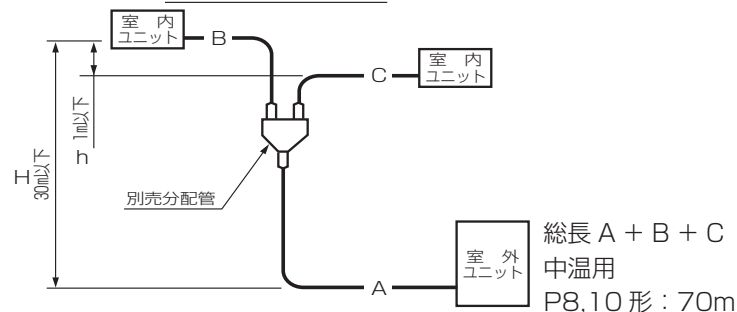 室 内
ユニット
B
室 内
ユニット
C
1m以下
h
H
30m以下
別売分配管
室 外
ユニット
A
総長 A + B + C
中温用
P8,10 形:70m